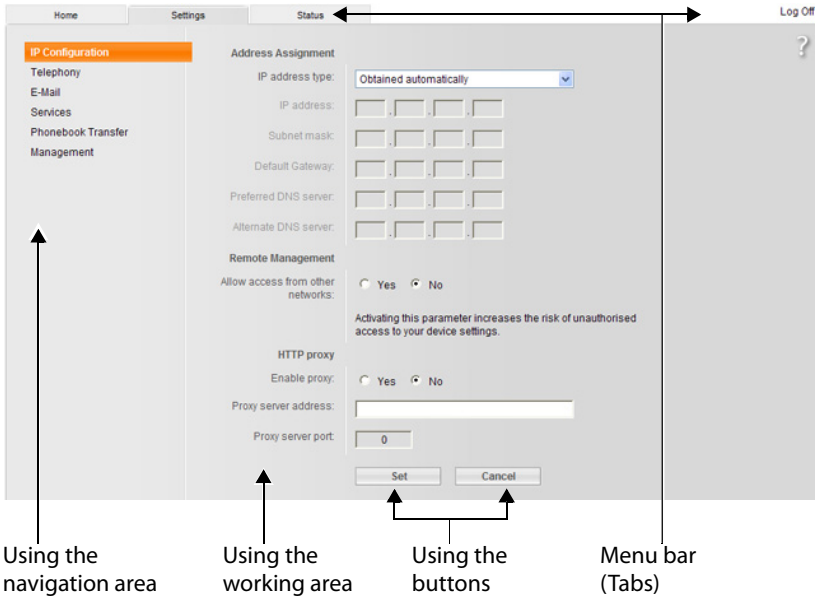 Home Settings Status Log Off
?
IP Configuration
Telephony
E-Mail
Services
Phonebook Transfer
Management
Address Assignment
IP address type: Obtained automatically
IP address: . . .
Subnet mask: . . .
Default Gateway: . . .
Preferred DNS server: . . .
Alternate DNS server: . . .
Remote Management
Allow access from other
networks: Yes No
Activating this parameter increases the risk of unauthorised
access to your device settings.
HTTP proxy
Enable proxy: Yes No
Proxy server address:
Proxy server port: 0
Set Cancel
Using the
navigation area
Using the
working area
Using the
buttons
Menu bar
(Tabs)